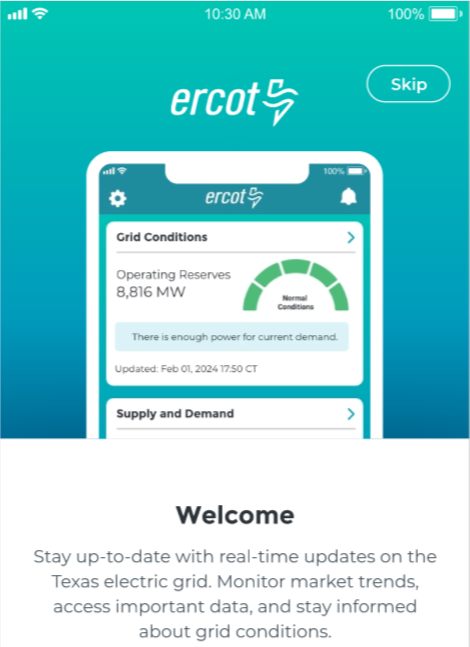 10:30 AM
100%
Skip
ercot
100%
ercot
Grid Conditions
Operating Reserves
8,816 MW
Normal
Conditions
There is enough power for current demand.
Updated: Feb 01, 2024 17:50 CT
Supply and Demand
Welcome
Stay up-to-date with real-time updates on the
Texas electric grid. Monitor market trends,
access important data, and stay informed
about grid conditions.